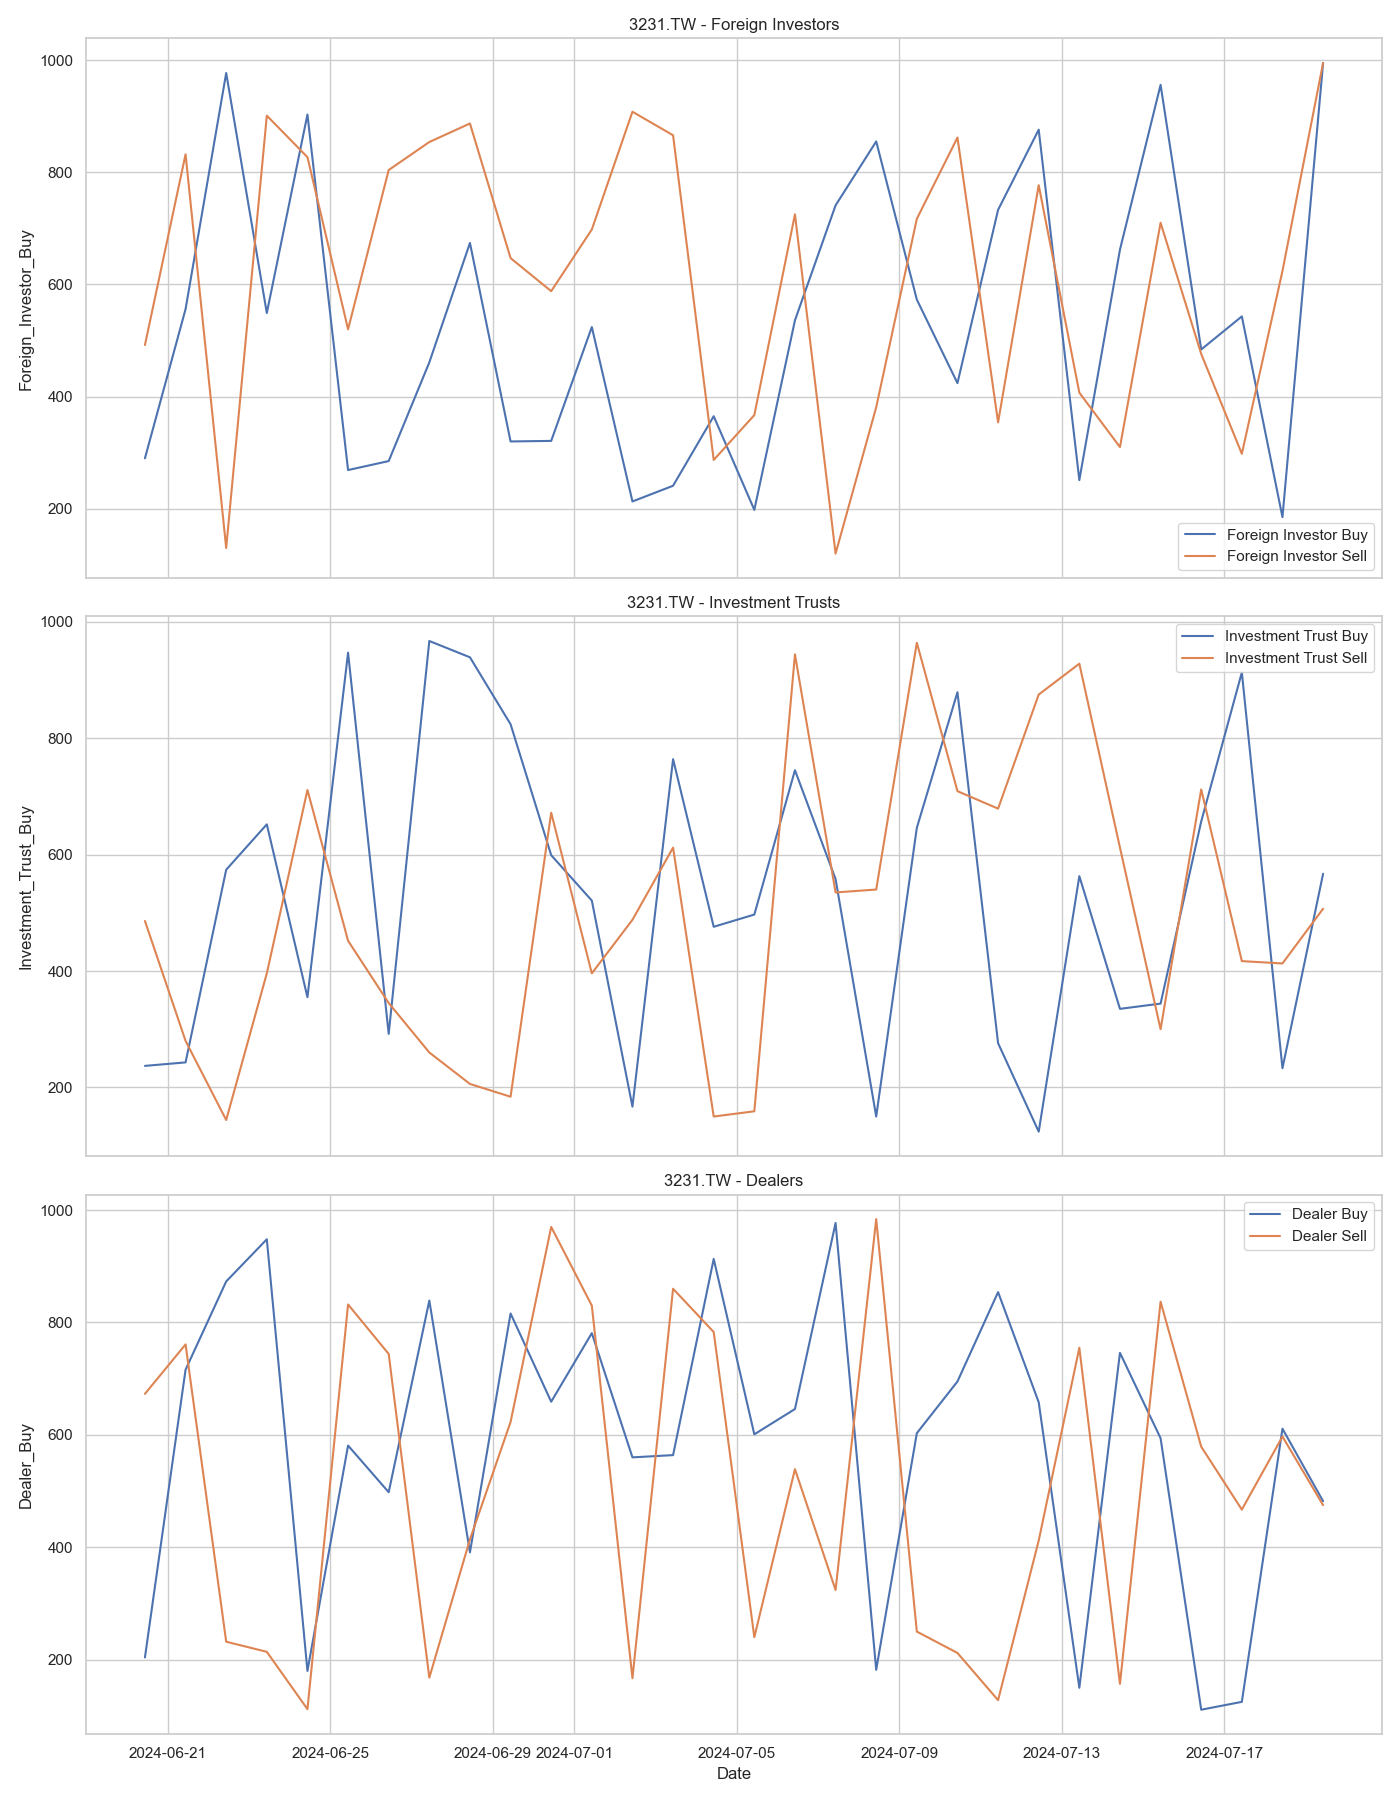 3231.TW - Foreign Investors
1000
800
600
400
200
Foreign_Investor_Buy
Foreign Investor Buy
Foreign Investor Sell
3231.TW - Investment Trusts
1000
800
600
400
200
Investment_Trust_Buy
Investment Trust Buy
Investment Trust Sell
3231.TW - Dealers
1000
800
600
400
200
Dealer_Buy
Dealer Buy
Dealer Sell
2024-06-21 2024-06-25 2024-06-29 2024-07-01 2024-07-05 2024-07-09 2024-07-13 2024-07-17
Date